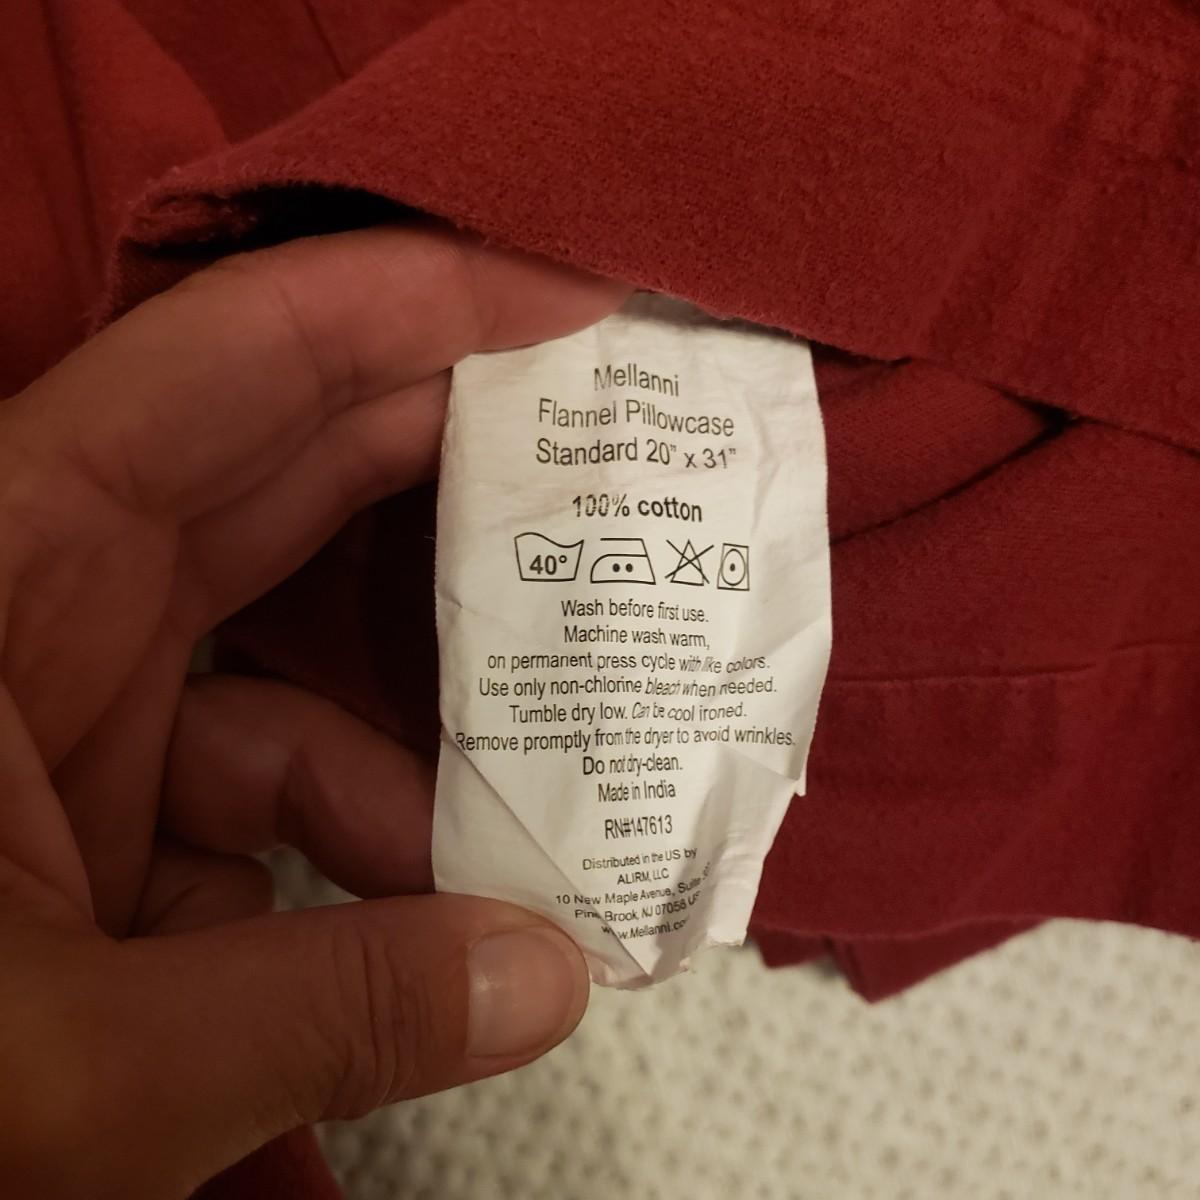 Mellanni
Flannel Pillowcase
Standard 20" x 31"
100% cotton
40°
Wash before first use.
Machine wash warm,
on permanent press cycle with like colors.
Use only non-chlorine bleach when needed.
Tumble dry low. Can be cool ironed.
Remove promptly from the dryer to avoid wrinkles.
Do not dry-clean.
Made in India
RN#147613
Distributed in the US by
ALIRM, LLC
10 New Maple Avenue,
Brook, NJ 07058